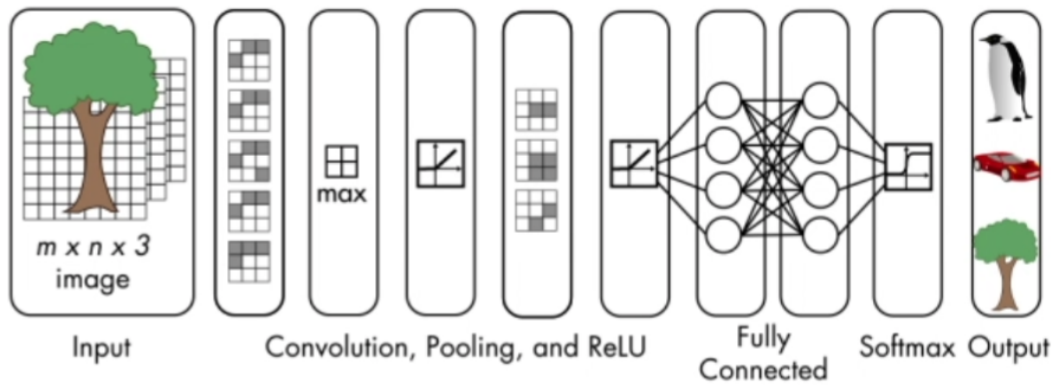 max
m x n x 3
image
Input
Convolution, Pooling, and ReLU
Fully
Connected
Softmax
Output